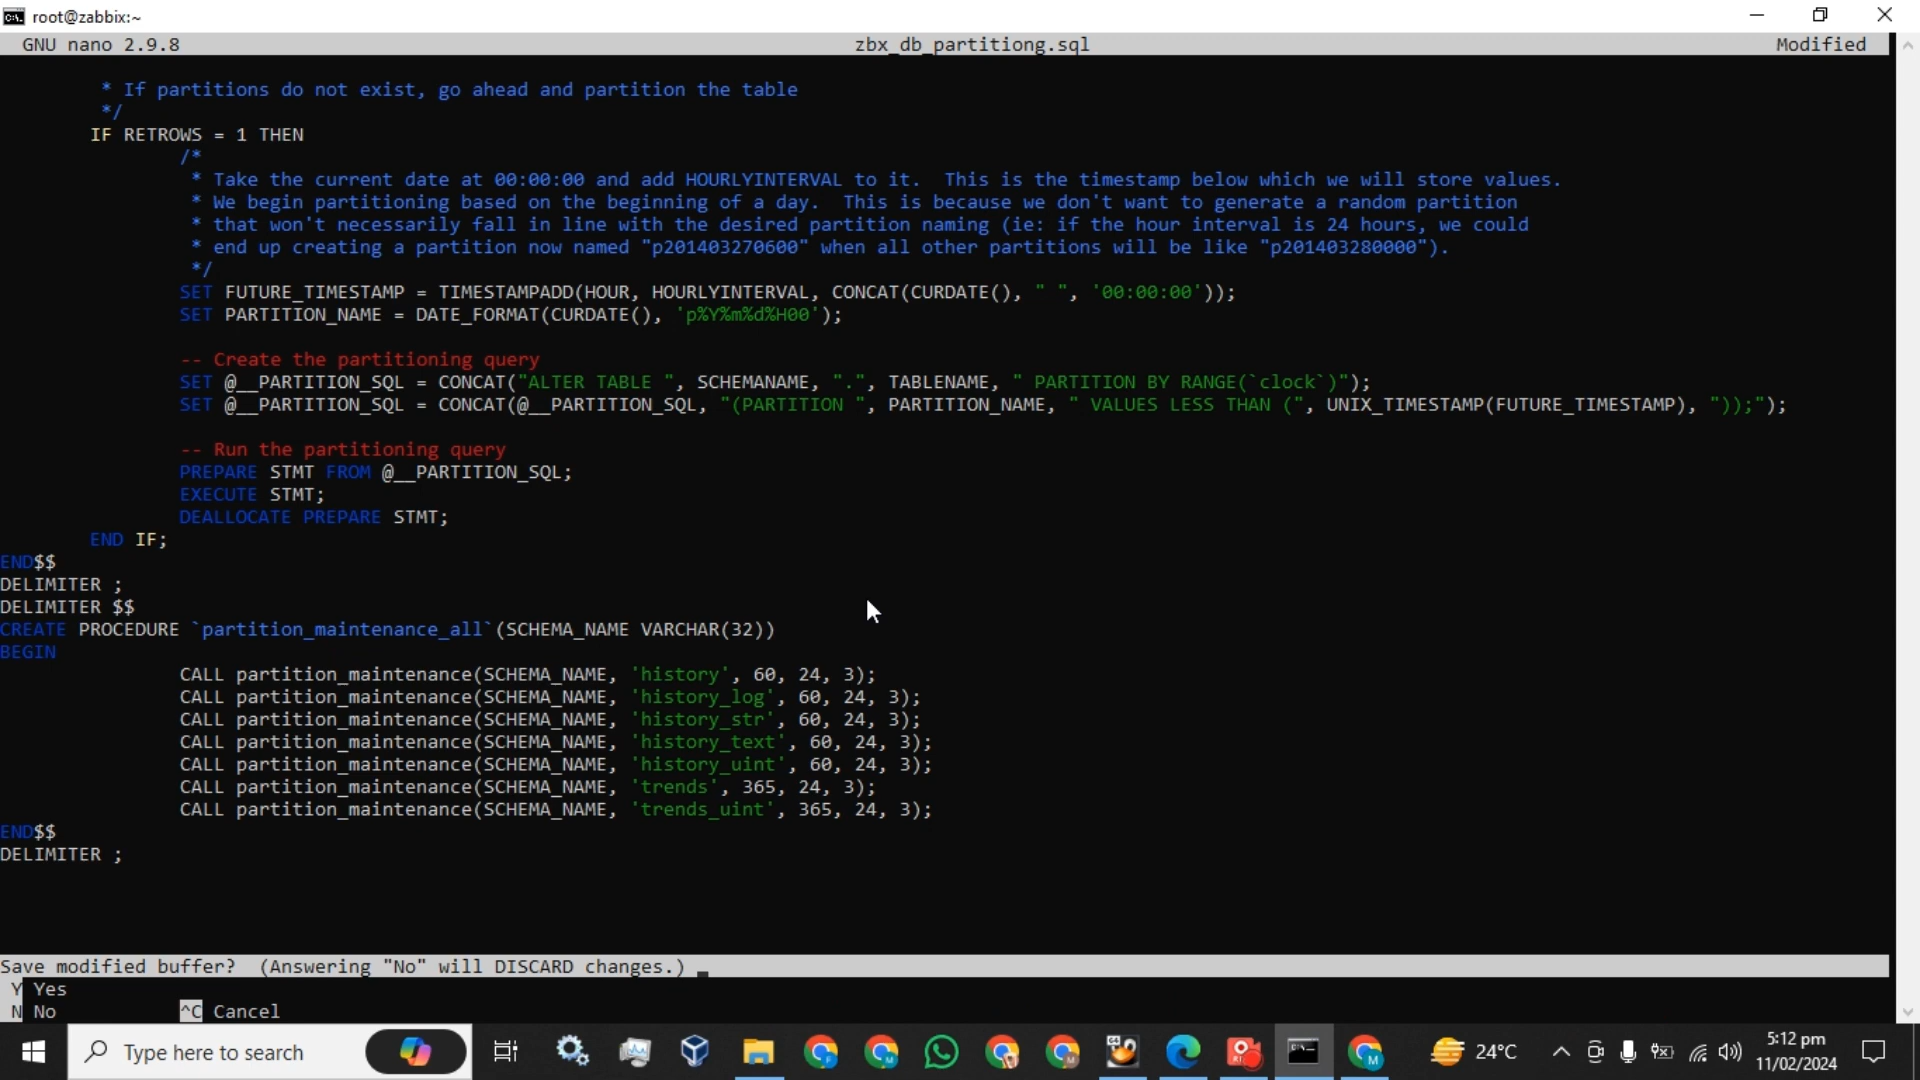 root@zabbix:~
GNU nano 2.9.8 zbx_db_partitiong.sql Modified
* If partitions do not exist, go ahead and partition the table
*/
IF RETROWS = 1 THEN
/*
* Take the current date at 00:00:00 and add HOURLYINTERVAL to it.  This is the timestamp below which we will store values.
* We begin partitioning based on the beginning of a day.  This is because we don't want to generate a random partition
* that won't necessarily fall in line with the desired partition naming (ie: if the hour interval is 24 hours, we could
* end up creating a partition now named "p201403270600" when all other partitions will be like "p201403280000").
*/
SET FUTURE_TIMESTAMP = TIMESTAMPADD(HOUR, HOURLYINTERVAL, CONCAT(CURDATE(), " ", '00:00:00'));
SET PARTITION_NAME = DATE_FORMAT(CURDATE(), 'p%Y%m%d%H00');
-- Create the partitioning query
SET @__PARTITION_SQL = CONCAT("ALTER TABLE ", SCHEMANAME, ".", TABLENAME, " PARTITION BY RANGE(`clock`)");
SET @__PARTITION_SQL = CONCAT(@__PARTITION_SQL, "(PARTITION ", PARTITION_NAME, " VALUES LESS THAN (", UNIX_TIMESTAMP(FUTURE_TIMESTAMP), "));");
-- Run the partitioning query
PREPARE STMT FROM @__PARTITION_SQL;
EXECUTE STMT;
DEALLOCATE PREPARE STMT;
END IF;
END$$
DELIMITER ;
DELIMITER $$
CREATE PROCEDURE `partition_maintenance_all`(SCHEMA_NAME VARCHAR(32))
BEGIN
CALL partition_maintenance(SCHEMA_NAME, 'history', 60, 24, 3);
CALL partition_maintenance(SCHEMA_NAME, 'history_log', 60, 24, 3);
CALL partition_maintenance(SCHEMA_NAME, 'history_str', 60, 24, 3);
CALL partition_maintenance(SCHEMA_NAME, 'history_text', 60, 24, 3);
CALL partition_maintenance(SCHEMA_NAME, 'history_uint', 60, 24, 3);
CALL partition_maintenance(SCHEMA_NAME, 'trends', 365, 24, 3);
CALL partition_maintenance(SCHEMA_NAME, 'trends_uint', 365, 24, 3);
END$$
DELIMITER ;
Save modified buffer?  (Answering "No" will DISCARD changes.)
Y Yes
N No ^C Cancel
Type here to search
24°C
5:12 pm
11/02/2024